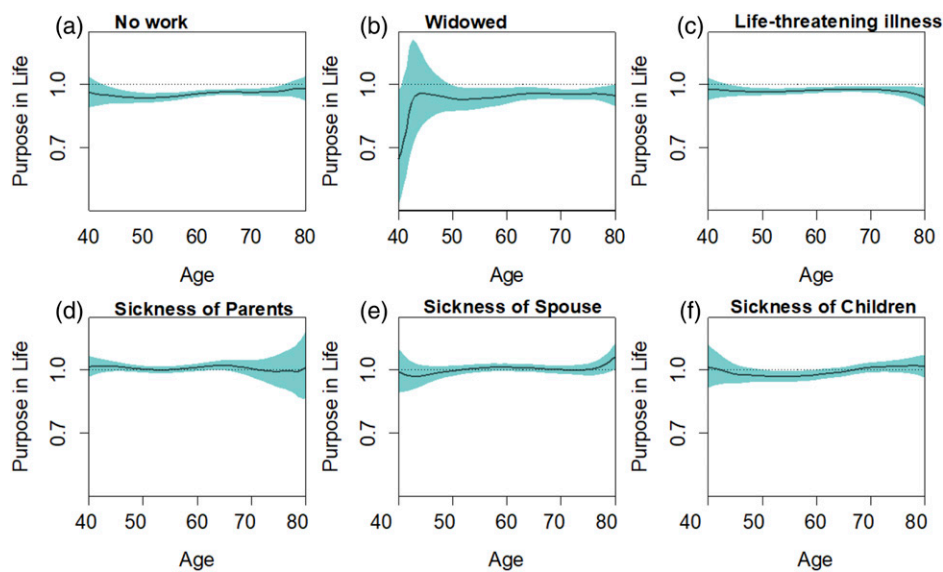 (a) No work
Purpose in Life
1.0
0.7
40 50 60 70 80
Age
(b) Widowed
Purpose in Life
1.0
0.7
40 50 60 70 80
Age
(c) Life-threatening illness
Purpose in Life
1.0
0.7
40 50 60 70 80
Age
(d) Sickness of Parents
Purpose in Life
1.0
0.7
40 50 60 70 80
Age
(e) Sickness of Spouse
Purpose in Life
1.0
0.7
40 50 60 70 80
Age
(f) Sickness of Children
Purpose in Life
1.0
0.7
40 50 60 70 80
Age